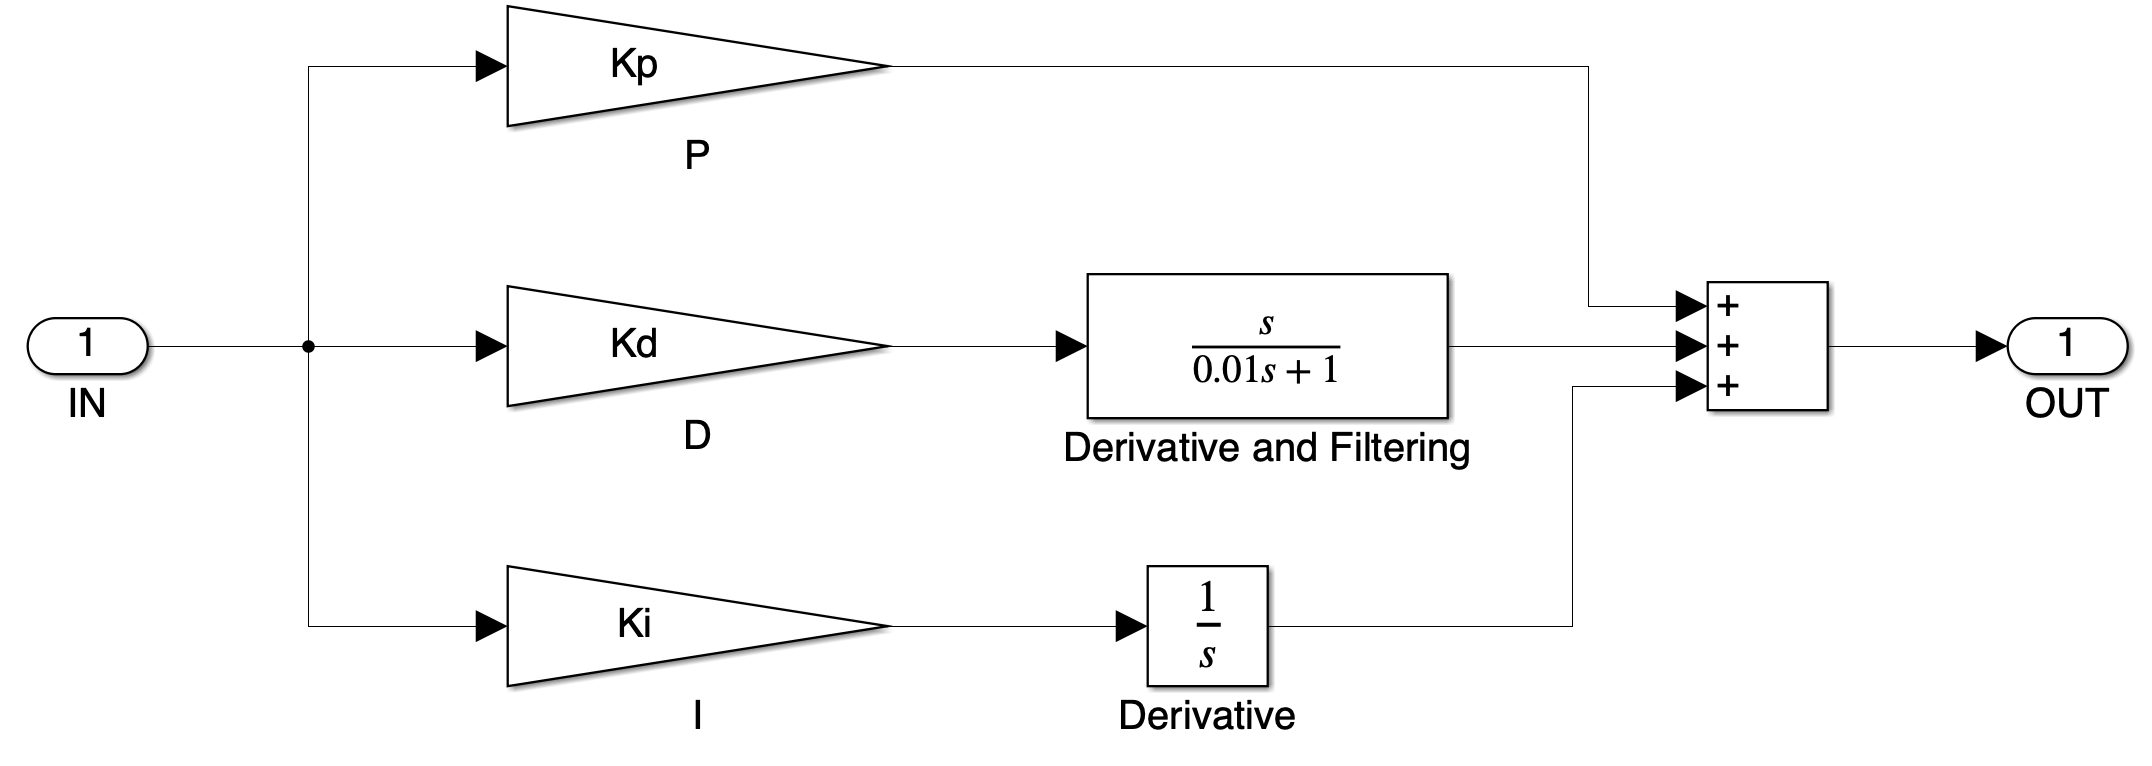 Kp
P
1
IN
Kd
D
s
0.01s + 1
Derivative and Filtering
+
+
+
1
OUT
Ki
I
1
s
Derivative